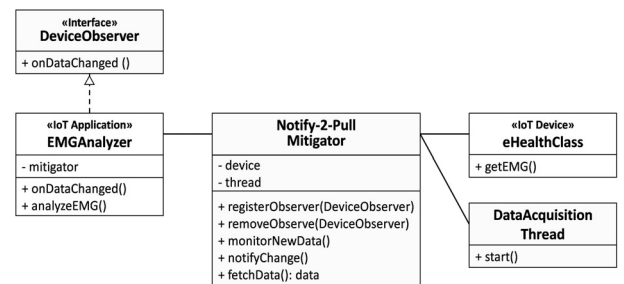 «Interface»
DeviceObserver
+ onDataChanged ()
«IoT Application»
EMGAnalyzer
- mitigator
+ onDataChanged()
+ analyzeEMG()
Notify-2-Pull
Mitigator
- device
- thread
+ registerObserver(DeviceObserver)
+ removeObserve(DeviceObserver)
+ monitorNewData()
+ notifyChange()
+ fetchData(): data
«IoT Device»
eHealthClass
+ getEMG()
DataAcquisition
Thread
+ start()